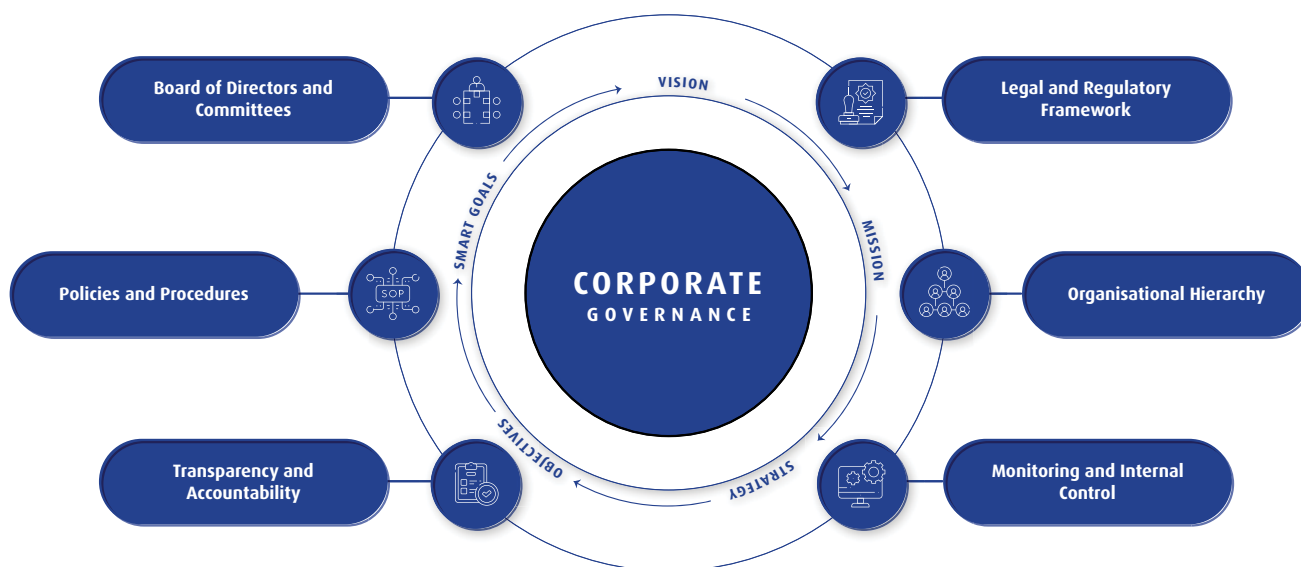 Board of Directors and
Committees
VISION
Legal and Regulatory
Framework
SMART GOALS
MISSION
Policies and Procedures
SOP
CORPORATE
GOVERNANCE
Organisational Hierarchy
Transparency and
Accountability
OBJECTIVES
STRATEGY
Monitoring and Internal
Control